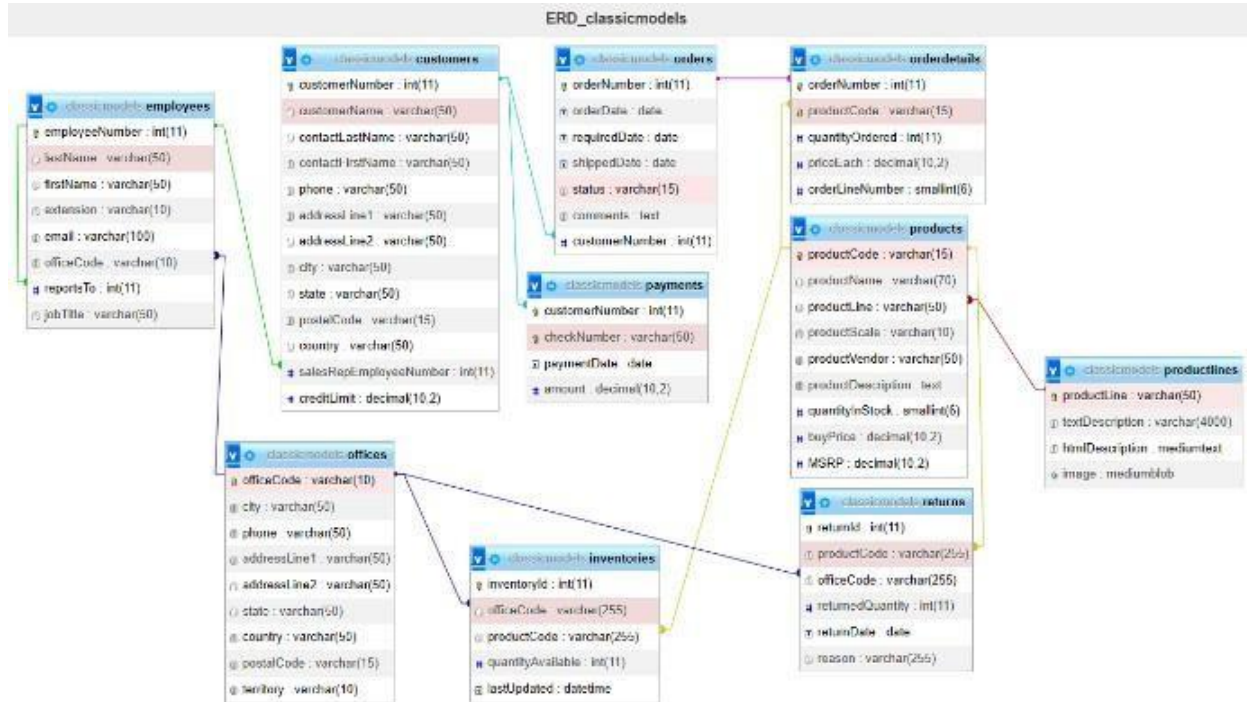 ERD_classicmodels
classicmodels employees
employeeNumber : int(11)
lastName : varchar(50)
firstName : varchar(50)
extension : varchar(10)
email : varchar(100)
officeCode : varchar(10)
reportsTo : int(11)
jobTitle : varchar(50)
classicmodels customers
customerNumber : int(11)
customerName : varchar(50)
contactLastName : varchar(50)
contactFirstName : varchar(50)
phone : varchar(50)
addressLine1 : varchar(50)
addressLine2 : varchar(50)
city : varchar(50)
state : varchar(50)
postalCode : varchar(15)
country : varchar(50)
salesRepEmployeeNumber : int(11)
creditLimit : decimal(10,2)
classicmodels orders
orderNumber : int(11)
orderDate : date
requiredDate : date
shippedDate : date
status : varchar(15)
comments : text
customerNumber : int(11)
classicmodels payments
customerNumber : int(11)
checkNumber : varchar(50)
paymentDate : date
amount : decimal(10,2)
classicmodels orderdetails
orderNumber : int(11)
productCode : varchar(15)
quantityOrdered : int(11)
priceEach : decimal(10,2)
orderLineNumber : smallint(6)
classicmodels products
productCode : varchar(15)
productName : varchar(70)
productLine : varchar(50)
productScale : varchar(10)
productVendor : varchar(50)
productDescription : text
quantityInStock : smallint(6)
buyPrice : decimal(10,2)
MSRP : decimal(10,2)
classicmodels productlines
productLine : varchar(50)
textDescription : varchar(4000)
htmlDescription : mediumtext
image : mediumblob
classicmodels offices
officeCode : varchar(10)
city : varchar(50)
phone : varchar(50)
addressLine1 : varchar(50)
addressLine2 : varchar(50)
state : varchar(50)
country : varchar(50)
postalCode : varchar(15)
territory : varchar(10)
classicmodels inventories
inventoryId : int(11)
officeCode : varchar(255)
productCode : varchar(255)
quantityAvailable : int(11)
lastUpdated : datetime
classicmodels returns
returnId : int(11)
productCode : varchar(255)
officeCode : varchar(255)
returnedQuantity : int(11)
returnDate : date
reason : varchar(255)